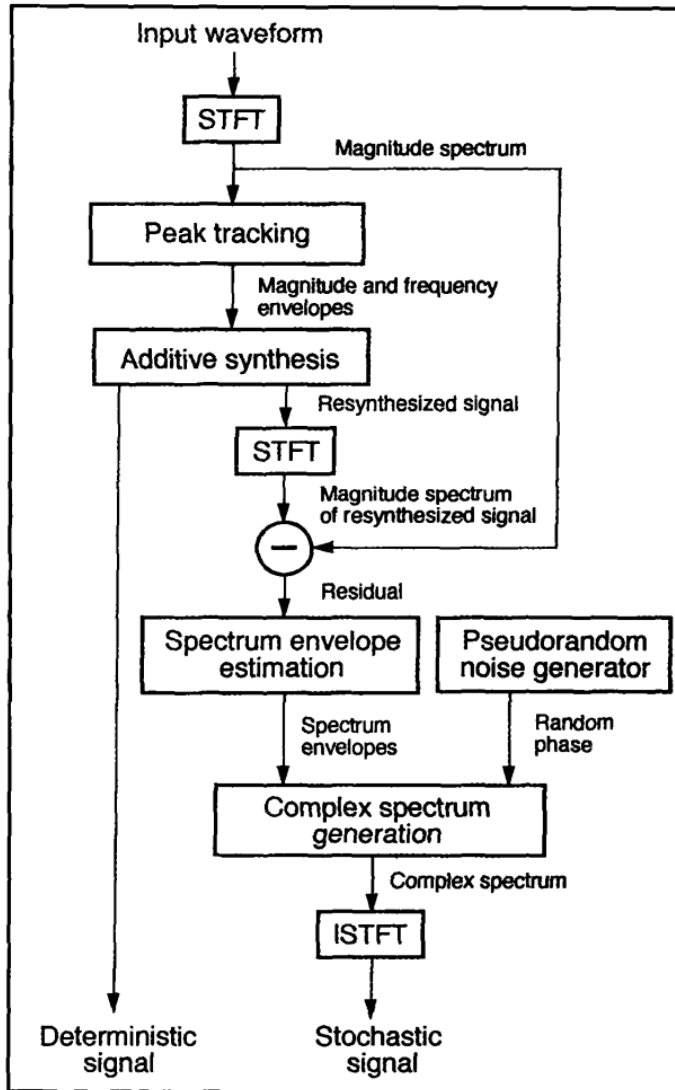 Input waveform
STFT
Magnitude spectrum
Peak tracking
Magnitude and frequency
envelopes
Additive synthesis
Resynthesized signal
STFT
Magnitude spectrum
of resynthesized signal
Residual
Spectrum envelope
estimation
Pseudorandom
noise generator
Spectrum
envelopes
Random
phase
Complex spectrum
generation
Complex spectrum
ISTFT
Deterministic
signal
Stochastic
signal